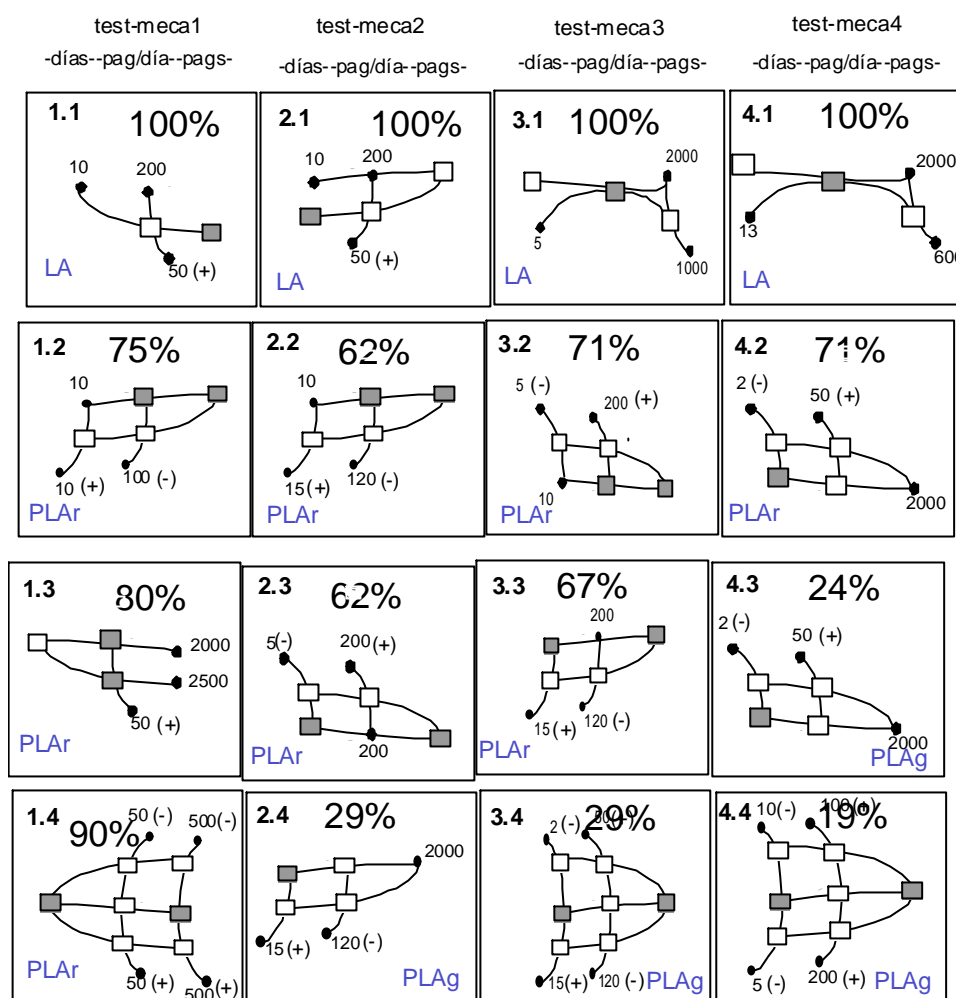 test-meca1 test-meca2 test-meca3 test-meca4
-días--pag/día--pags- -días--pag/día--pags- -días--pag/día--pags- -días--pag/día--pags-
1.1 100%
10 200
50 (+)
LA
2.1 100%
10 200
50 (+)
LA
3.1 100%
2000
5
1000
LA
4.1 100%
2000
13
600
LA
1.2 75%
10
10 (+) 100 (-)
PLAr
2.2 62%
10
15 (+) 120 (-)
PLAr
3.2 71%
5 (-) 200 (+)
10
PLAr
4.2 71%
2 (-) 50 (+)
2000
PLAr
1.3 80%
2000
2500
50 (+)
PLAr
2.3 62%
5(-) 200 (+)
200
PLAr
3.3 67%
200
15 (+) 120 (-)
PLAr
4.3 24%
2 (-) 50 (+)
2000
PLAg
1.4 90%
50 (-) 500(-)
50 (+) 500(+)
PLAr
2.4 29%
2000
15 (+) 120 (-)
PLAg
3.4 29%
2 (-)
15(+) 120 (-)
PLAg
4.4 19%
10(-) 100(+)
5 (-) 200 (+)
PLAg